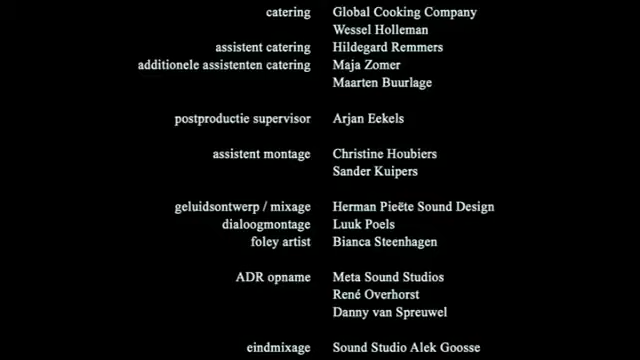 catering Global Cooking Company
Wessel Holleman
assistent catering Hildegard Remmers
additionele assistenten catering Maja Zomer
Maarten Buurlage
postproductie supervisor Arjan Eekels
assistent montage Christine Houbiers
Sander Kuipers
geluidsontwerp / mixage Herman Pieëte Sound Design
dialoogmontage Luuk Poels
foley artist Bianca Steenhagen
ADR opname Meta Sound Studios
René Overhorst
Danny van Spreuwel
eindmixage Sound Studio Alek Goosse